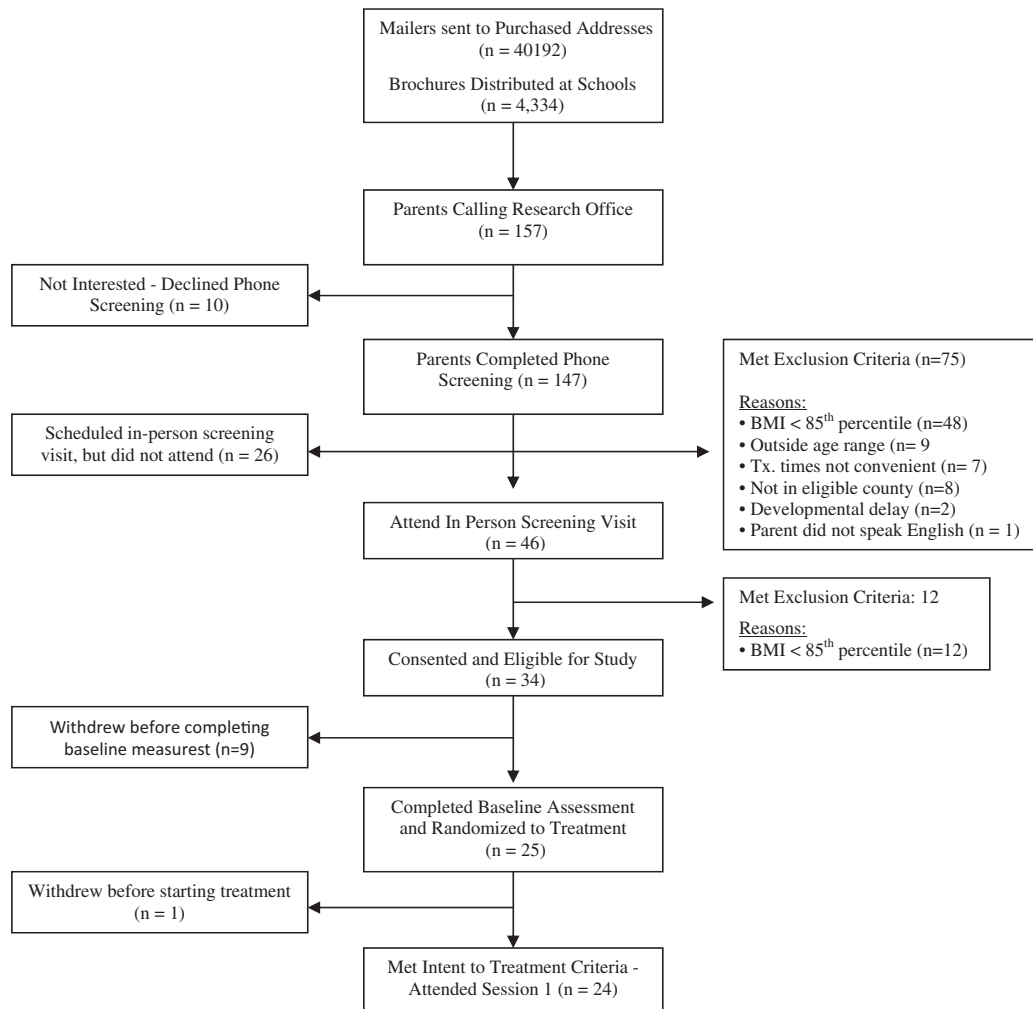 Mailers sent to Purchased Addresses
(n = 40192)
Brochures Distributed at Schools
(n = 4,334)
Parents Calling Research Office
(n = 157)
Not Interested - Declined Phone
Screening (n = 10)
Parents Completed Phone
Screening (n = 147)
Met Exclusion Criteria (n=75)
Reasons:
• BMI < 85th percentile (n=48)
• Outside age range (n= 9
• Tx. times not convenient (n= 7)
• Not in eligible county (n=8)
• Developmental delay (n=2)
• Parent did not speak English (n = 1)
Scheduled in-person screening
visit, but did not attend (n = 26)
Attend In Person Screening Visit
(n = 46)
Met Exclusion Criteria: 12
Reasons:
• BMI < 85th percentile (n=12)
Consented and Eligible for Study
(n = 34)
Withdrew before completing
baseline measurest (n=9)
Completed Baseline Assessment
and Randomized to Treatment
(n = 25)
Withdrew before starting treatment
(n = 1)
Met Intent to Treatment Criteria -
Attended Session 1 (n = 24)